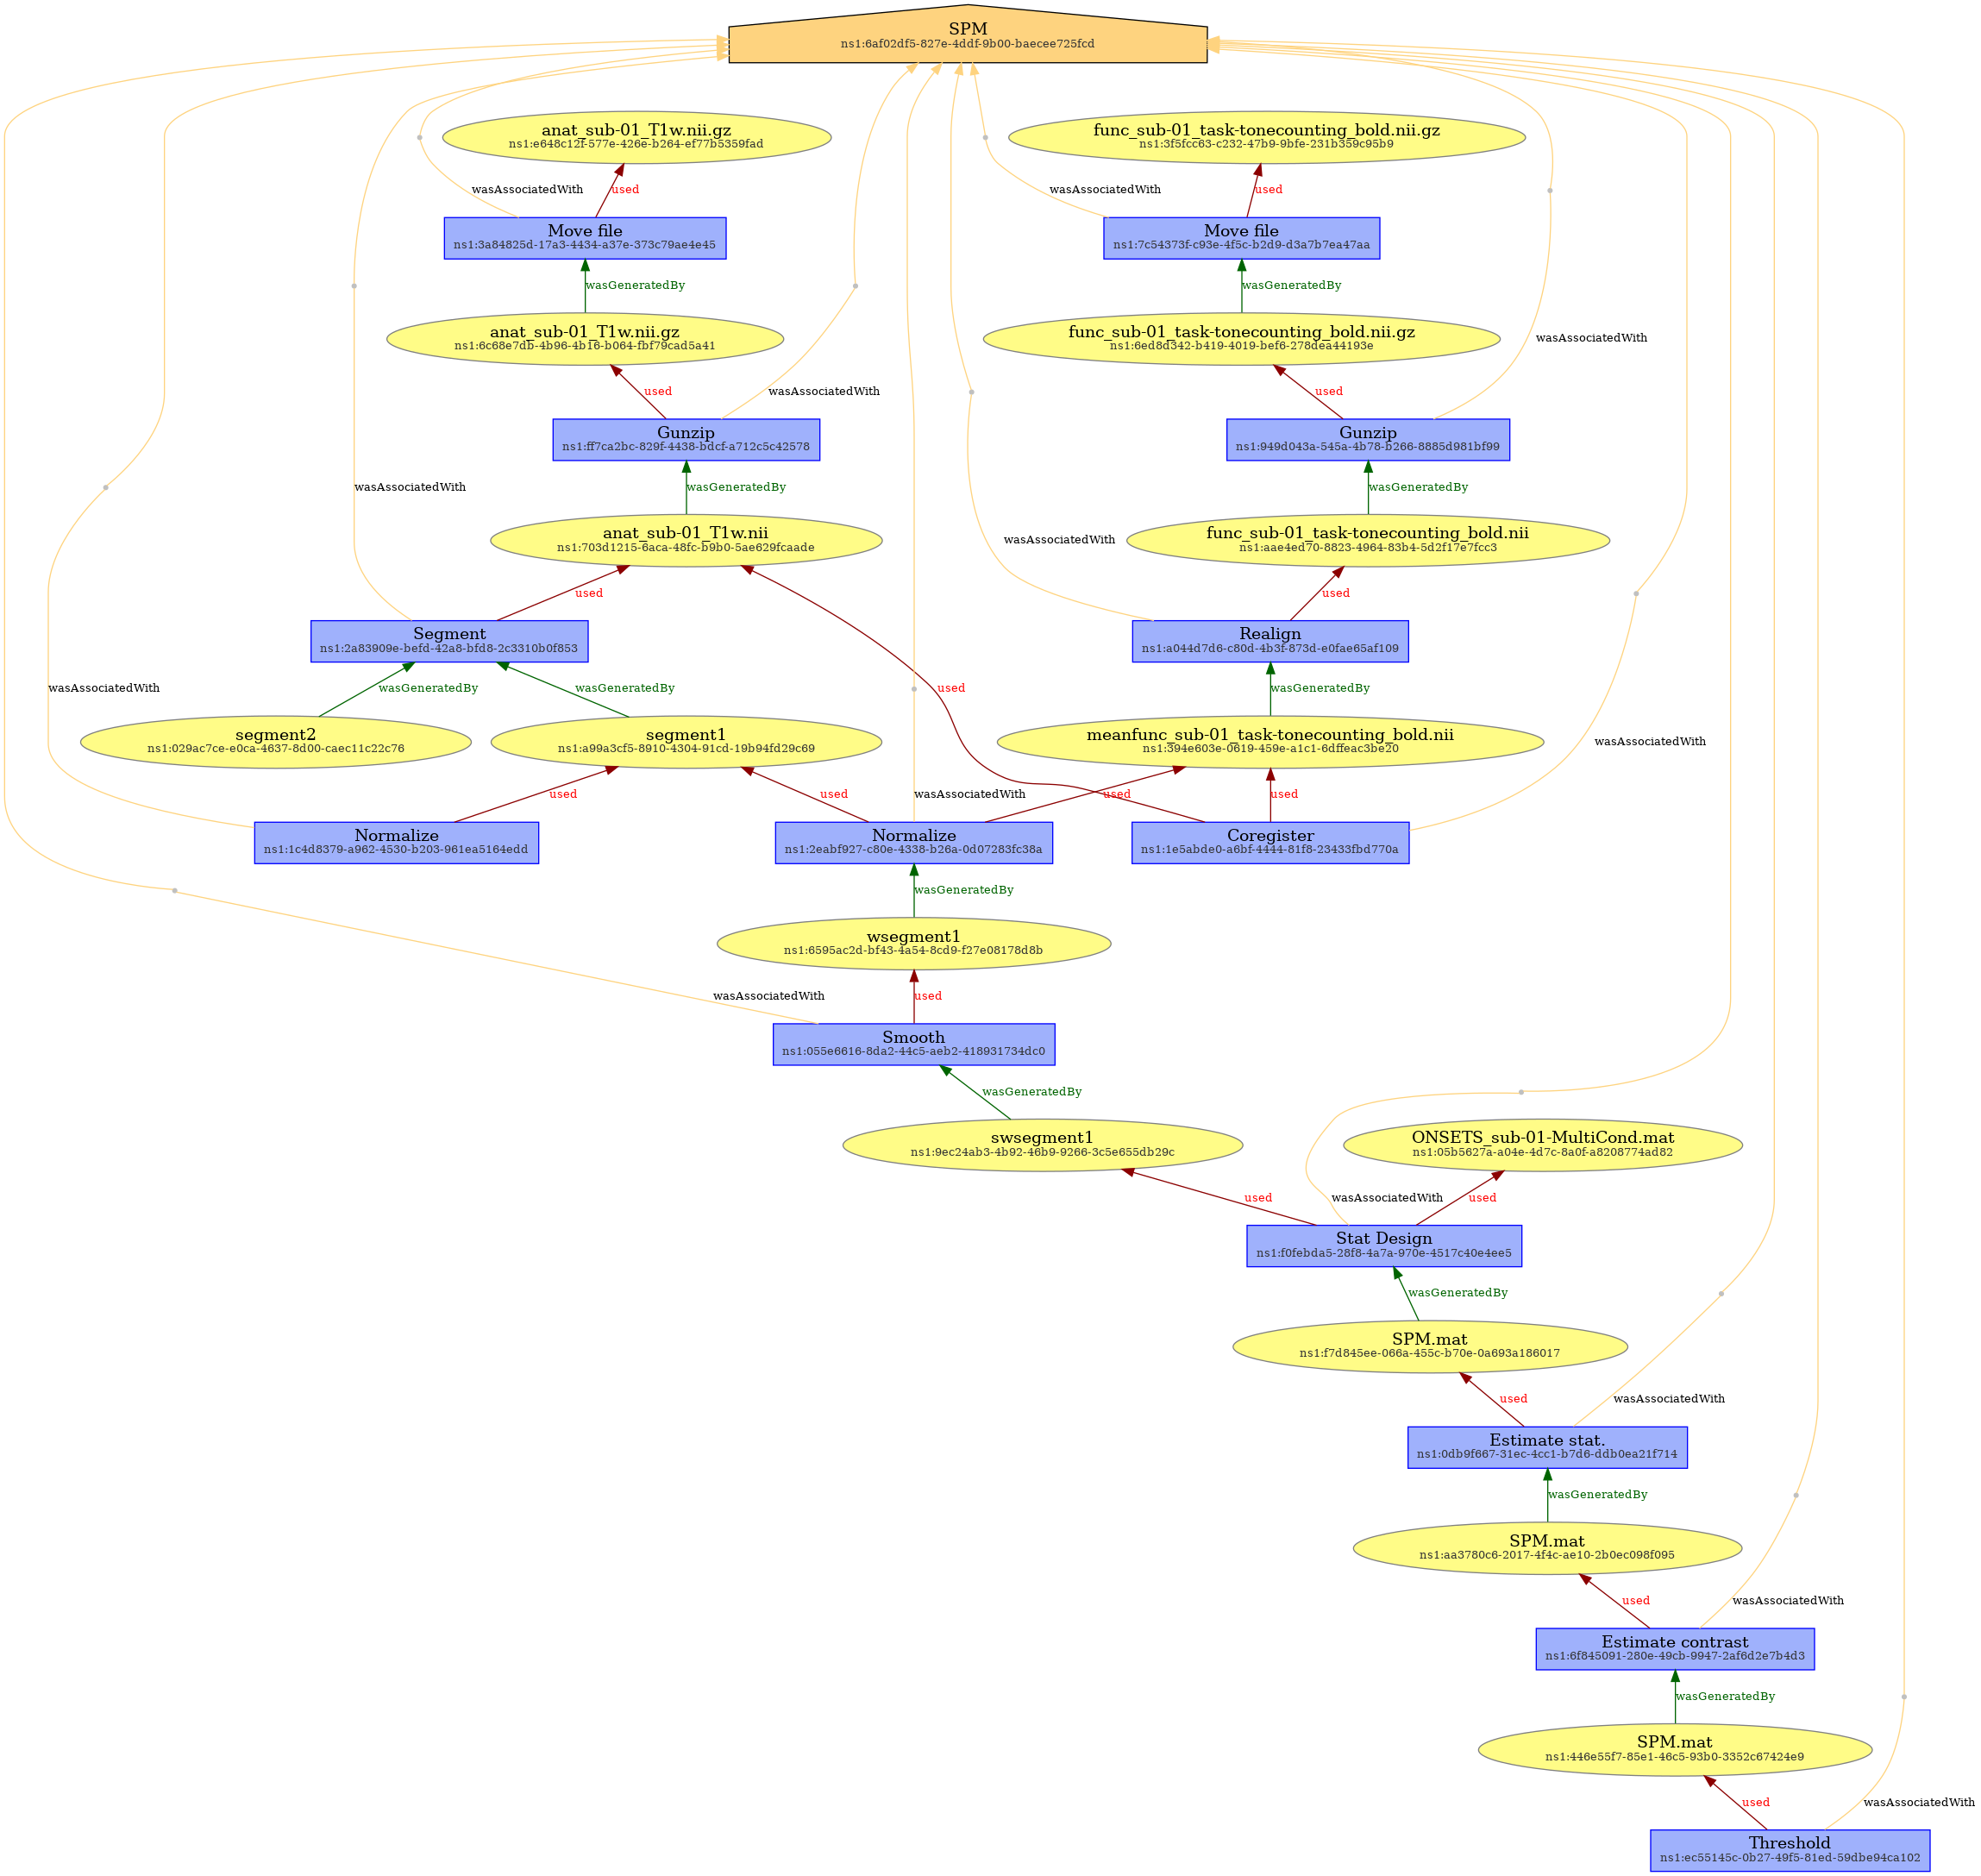 SPM
ns1:6af02df5-827e-4ddf-9b00-baecee725fcd
anat_sub-01_T1w.nii.gz
ns1:e648c12f-577e-426e-b264-ef77b5359fad
func_sub-01_task-tonecounting_bold.nii.gz
ns1:3f5fcc63-c232-47b9-9bfe-231b359c95b9
wasAssociatedWith
used
wasAssociatedWith
used
Move file
ns1:3a84825d-17a3-4434-a37e-373c79ae4e45
Move file
ns1:7c54373f-c93e-4f5c-b2d9-d3a7b7ea47aa
wasGeneratedBy
wasGeneratedBy
anat_sub-01_T1w.nii.gz
ns1:6c68e7db-4b96-4b16-b064-fbf79cad5a41
func_sub-01_task-tonecounting_bold.nii.gz
ns1:6ed8d342-b419-4019-bef6-278dea44193e
wasAssociatedWith
used
wasAssociatedWith
used
Gunzip
ns1:ff7ca2bc-829f-4438-bdcf-a712c5c42578
Gunzip
ns1:949d043a-545a-4b78-b266-8885d981bf99
wasAssociatedWith
wasGeneratedBy
wasGeneratedBy
anat_sub-01_T1w.nii
ns1:703d1215-6aca-48fc-b9b0-5ae629fcaade
func_sub-01_task-tonecounting_bold.nii
ns1:aae4ed70-8823-4964-83b4-5d2f17e7fcc3
wasAssociatedWith
used
used
Segment
ns1:2a83909e-befd-42a8-bfd8-2c3310b0f853
Realign
ns1:a044d7d6-c80d-4b3f-873d-e0fae65af109
wasAssociatedWith
wasGeneratedBy
wasGeneratedBy
used
wasGeneratedBy
segment2
ns1:029ac7ce-e0ca-4637-8d00-caec11c22c76
segment1
ns1:a99a3cf5-8910-4304-91cd-19b94fd29c69
meanfunc_sub-01_task-tonecounting_bold.nii
ns1:394e603e-0619-459e-a1c1-6dffeac3be20
wasAssociatedWith
used
used
wasAssociatedWith
used
used
Normalize
ns1:1c4d8379-a962-4530-b203-961ea5164edd
Normalize
ns1:2eabf927-c80e-4338-b26a-0d07283fc38a
Coregister
ns1:1e5abde0-a6bf-4444-81f8-23433fbd770a
wasGeneratedBy
wsegment1
ns1:6595ac2d-bf43-4a54-8cd9-f27e08178d8b
wasAssociatedWith
used
Smooth
ns1:055e6616-8da2-44c5-aeb2-418931734dc0
wasGeneratedBy
swsegment1
ns1:9ec24ab3-4b92-46b9-9266-3c5e655db29c
ONSETS_sub-01-MultiCond.mat
ns1:05b5627a-a04e-4d7c-8a0f-a8208774ad82
used
wasAssociatedWith
used
Stat Design
ns1:f0febda5-28f8-4a7a-970e-4517c40e4ee5
wasGeneratedBy
SPM.mat
ns1:f7d845ee-066a-455c-b70e-0a693a186017
used
wasAssociatedWith
Estimate stat.
ns1:0db9f667-31ec-4cc1-b7d6-ddb0ea21f714
wasGeneratedBy
SPM.mat
ns1:aa3780c6-2017-4f4c-ae10-2b0ec098f095
used
wasAssociatedWith
Estimate contrast
ns1:6f845091-280e-49cb-9947-2af6d2e7b4d3
wasGeneratedBy
SPM.mat
ns1:446e55f7-85e1-46c5-93b0-3352c67424e9
used
wasAssociatedWith
Threshold
ns1:ec55145c-0b27-49f5-81ed-59dbe94ca102